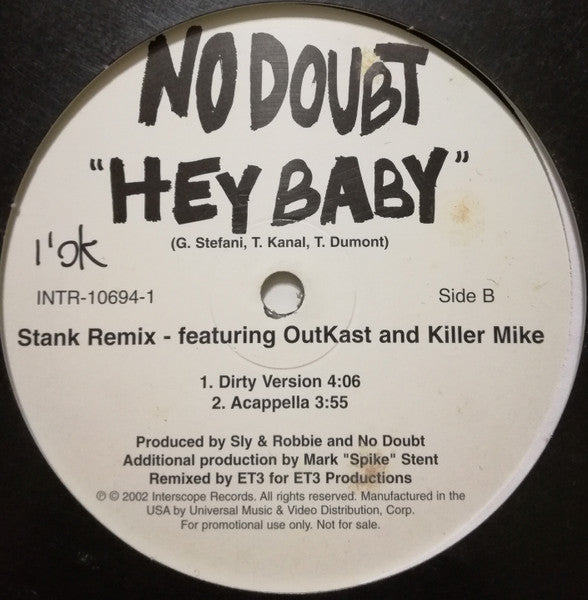 NO DOUBT
"HEY BABY"
(G. Stefani, T. Kanal, T. Dumont)
INTR-10694-1
Side B
Stank Remix - featuring OutKast and Killer Mike
1. Dirty Version 4:06
2. Acappella 3:55
Produced by Sly & Robbie and No Doubt
Additional production by Mark "Spike" Stent
Remixed by ET3 for ET3 Productions
℗ © 2002 Interscope Records. All rights reserved. Manufactured in the
USA by Universal Music & Video Distribution, Corp.
For promotional use only. Not for sale.